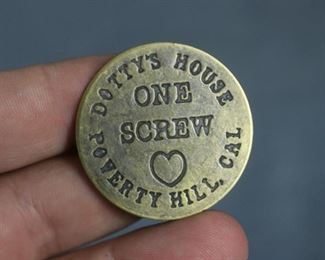 DOTTY'S HOUSE
ONE
SCREW
POVERTY HILL, CAL